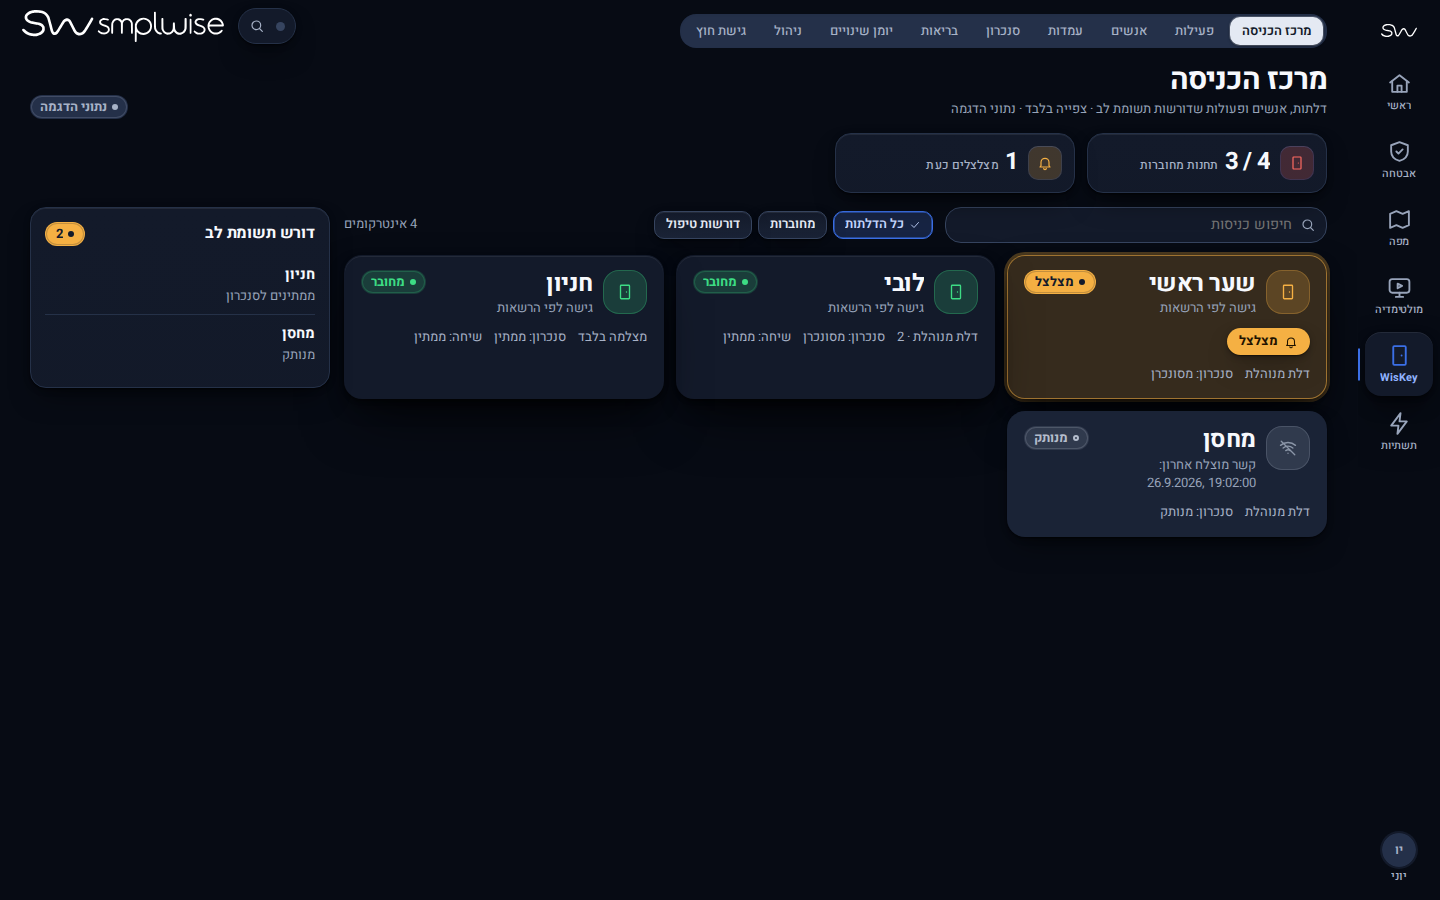 smplwise
מרכז הכניסה
פעילות
אנשים
עמדות
סנכרון
בריאות
יומן שינויים
ניהול
גישת חוץ
ראשי
אבטחה
מפה
מולטימדיה
WisKey
תשתיות
יו
יוני
מרכז הכניסה
דלתות, אנשים ופעולות שדורשות תשומת לב · צפייה בלבד · נתוני הדגמה
נתוני הדגמה
3 / 4 תחנות מחוברות
1 מצלצלים כעת
חיפוש כניסות
כל הדלתות
מחוברות
דורשות טיפול
4 אינטרקומים
שער ראשי
מצלצל
גישה לפי הרשאות
מצלצל
דלת מנוהלת סנכרון: מסונכרן
לובי
מחובר
גישה לפי הרשאות
דלת מנוהלת · 2 סנכרון: מסונכרן שיחה: ממתין
חניון
מחובר
גישה לפי הרשאות
מצלמה בלבד סנכרון: ממתין שיחה: ממתין
מחסן
מנותק
קשר מוצלח אחרון:
26.9.2026, 19:02:00
דלת מנוהלת סנכרון: מנותק
דורש תשומת לב
2
חניון
ממתינים לסנכרון
מחסן
מנותק